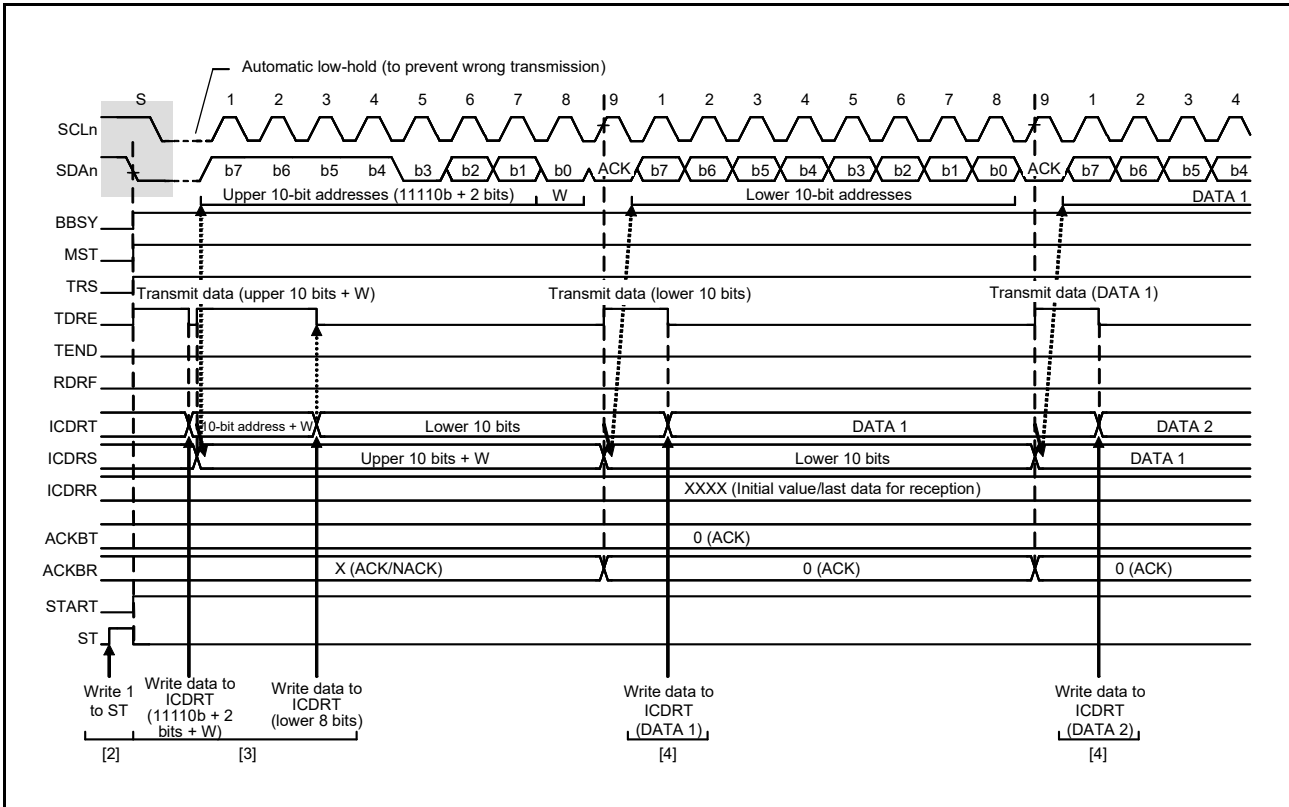 Automatic low-hold (to prevent wrong transmission)
S 1 2 3 4 5 6 7 8 9 1 2 3 4 5 6 7 8 9 1 2 3 4
SCLn
SDAn b7 b6 b5 b4 b3 b2 b1 b0 ACK b7 b6 b5 b4 b3 b2 b1 b0 ACK b7 b6 b5 b4
Upper 10-bit addresses (11110b + 2 bits) W Lower 10-bit addresses DATA 1
BBSY
MST
TRS
Transmit data (upper 10 bits + W) Transmit data (lower 10 bits) Transmit data (DATA 1)
TDRE
TEND
RDRF
ICDRT 10-bit address + W Lower 10 bits DATA 1 DATA 2
ICDRS Upper 10 bits + W Lower 10 bits DATA 1
ICDRR XXXX (Initial value/last data for reception)
ACKBT 0 (ACK)
ACKBR X (ACK/NACK) 0 (ACK) 0 (ACK)
START
ST
Write 1
to ST
Write data to
ICDRT
(11110b + 2
bits + W)
Write data to
ICDRT
(lower 8 bits)
Write data to
ICDRT
(DATA 1)
Write data to
ICDRT
(DATA 2)
[2] [3] [4] [4]